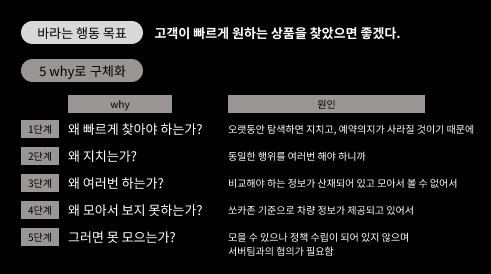 바라는 행동 목표
고객이 빠르게 원하는 상품을 찾았으면 좋겠다.
5 why로 구체화
why
원인
1단계
왜 빠르게 찾아야 하는가?
오랫동안 탐색하면 지치고, 예약의지가 사라질 것이기 때문에
2단계
왜 지치는가?
동일한 행위를 여러번 해야 하니까
3단계
왜 여러번 하는가?
비교해야 하는 정보가 산재되어 있고 모아서 볼 수 없어서
4단계
왜 모아서 보지 못하는가?
쏘카존 기준으로 차량 정보가 제공되고 있어서
5단계
그러면 못 모으는가?
모을 수 있으나 정책 수립이 되어 있지 않으며
서버팀과의 협의가 필요함